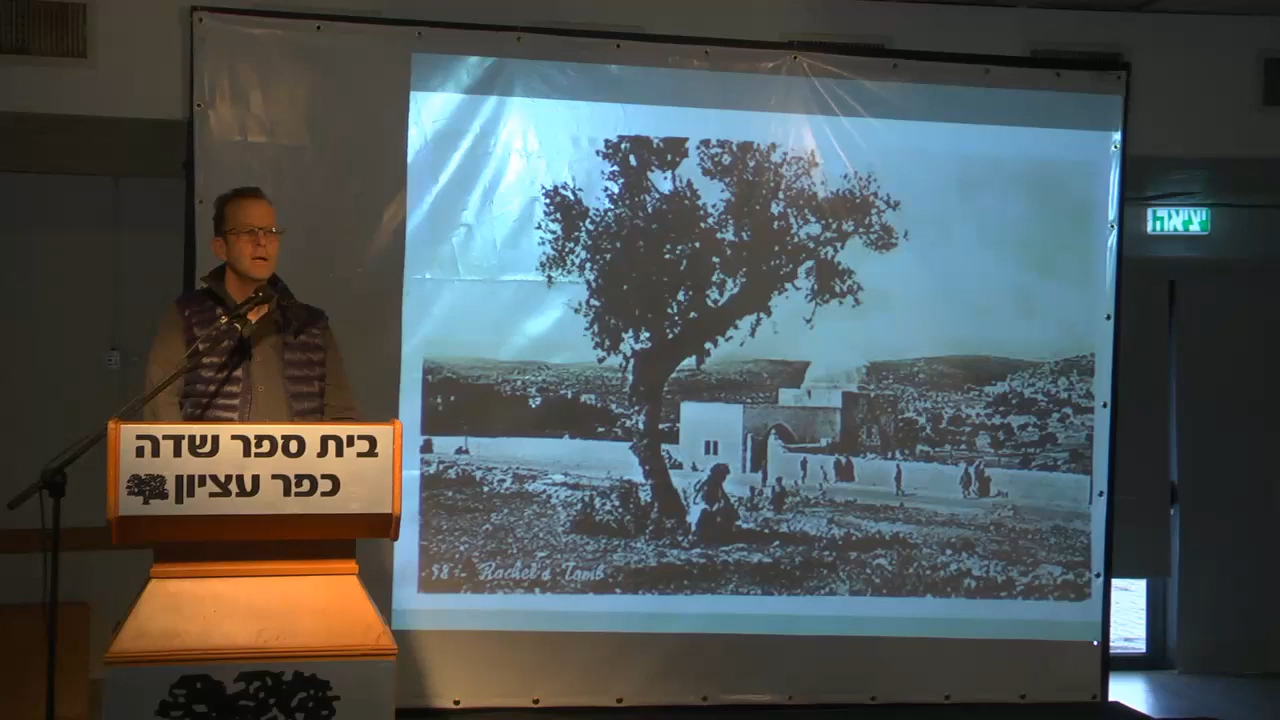 בית ספר שדה
כפר עציון
58 :- Rachel's Tomb
יציאה